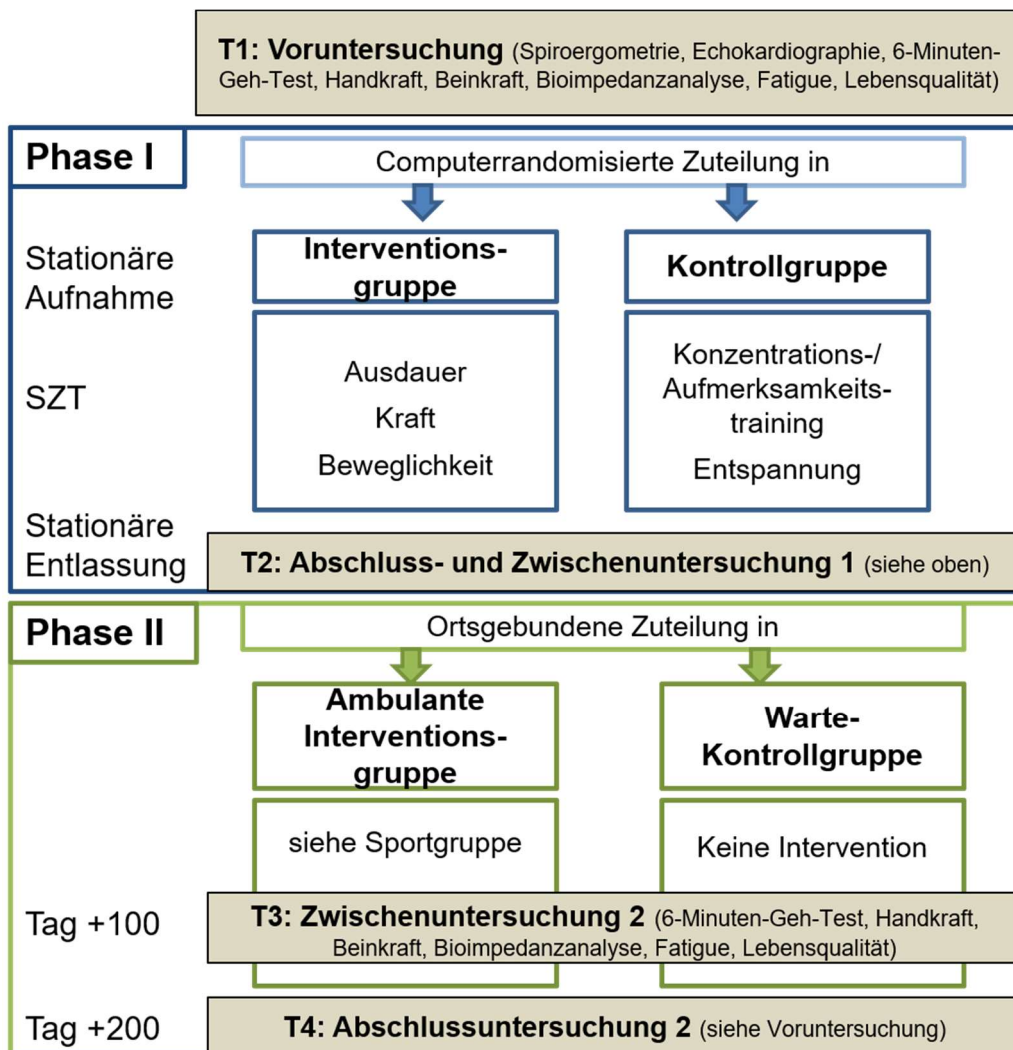 T1: Voruntersuchung (Spiroergometrie, Echokardiographie, 6-Minuten-
Geh-Test, Handkraft, Beinkraft, Bioimpedanzanalyse, Fatigue, Lebensqualität)
Phase I
Computerrandomisierte Zuteilung in
Stationäre
Aufnahme
Interventions-
gruppe
Kontrollgruppe
SZT
Ausdauer
Kraft
Beweglichkeit
Konzentrations-/
Aufmerksamkeits-
training
Entspannung
Stationäre
Entlassung
T2: Abschluss- und Zwischenuntersuchung 1 (siehe oben)
Phase II
Ortsgebundene Zuteilung in
Ambulante
Interventions-
gruppe
Warte-
Kontrollgruppe
siehe Sportgruppe
Keine Intervention
Tag +100
T3: Zwischenuntersuchung 2 (6-Minuten-Geh-Test, Handkraft,
Beinkraft, Bioimpedanzanalyse, Fatigue, Lebensqualität)
Tag +200
T4: Abschlussuntersuchung 2 (siehe Voruntersuchung)